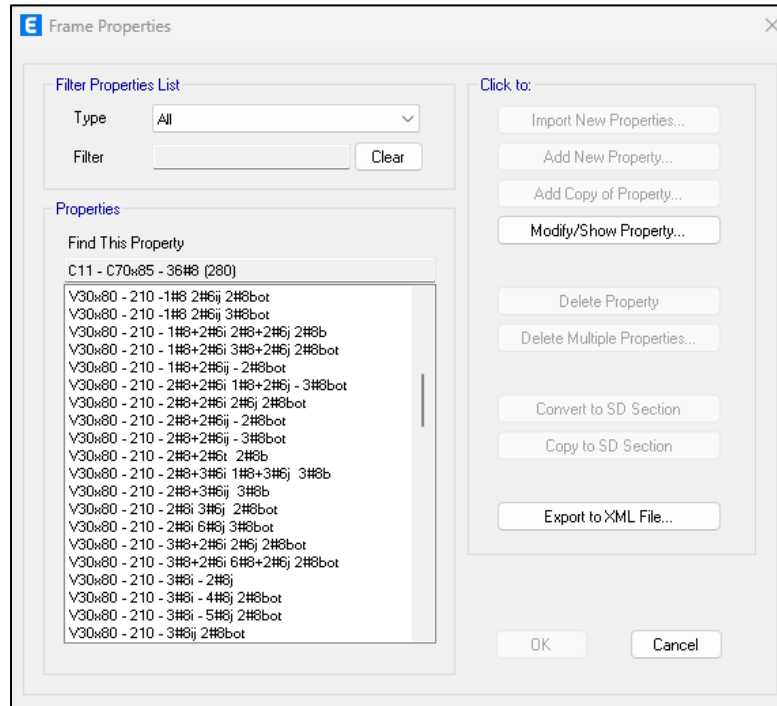 E Frame Properties
Filter Properties List
Type All
Filter Clear
Properties
Find This Property
C11 - C70x85 - 36#8 (280)
V30x80 - 210 -1#8 2#6ij 2#8bot
V30x80 - 210 -1#8 2#6ij 3#8bot
V30x80 - 210 - 1#8+2#6i 2#8+2#6j 2#8b
V30x80 - 210 - 1#8+2#6i 3#8+2#6j 2#8bot
V30x80 - 210 - 1#8+2#6ij - 2#8bot
V30x80 - 210 - 2#8+2#6i 1#8+2#6j - 3#8bot
V30x80 - 210 - 2#8+2#6i 2#6j 2#8bot
V30x80 - 210 - 2#8+2#6ij - 2#8bot
V30x80 - 210 - 2#8+2#6ij - 3#8bot
V30x80 - 210 - 2#8+2#6t  2#8b
V30x80 - 210 - 2#8+3#6i 1#8+3#6j  3#8b
V30x80 - 210 - 2#8+3#6ij  3#8b
V30x80 - 210 - 2#8i 3#6j  2#8bot
V30x80 - 210 - 2#8i 6#8j 3#8bot
V30x80 - 210 - 3#8+2#6i 2#6j 2#8bot
V30x80 - 210 - 3#8+2#6i 6#8+2#6j 2#8bot
V30x80 - 210 - 3#8i - 2#8j
V30x80 - 210 - 3#8i - 4#8j 2#8bot
V30x80 - 210 - 3#8i - 5#8j 2#8bot
V30x80 - 210 - 3#8ij 2#8bot
Click to:
Import New Properties...
Add New Property...
Add Copy of Property...
Modify/Show Property...
Delete Property
Delete Multiple Properties...
Convert to SD Section
Copy to SD Section
Export to XML File...
OK Cancel